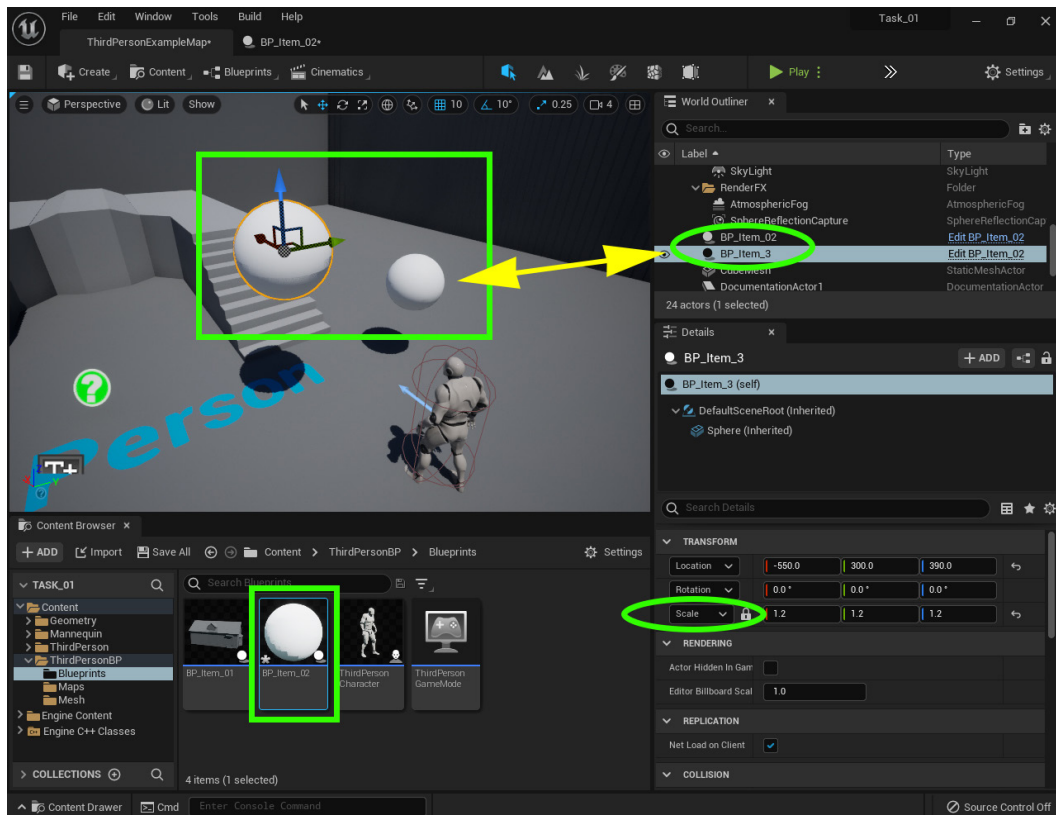 File Edit Window Tools Build Help Task_01
ThirdPersonExampleMap• BP_Item_02•
Create Content Blueprints Cinematics Play Settings
Perspective Lit Show 10 10° 0.25 4
World Outliner
Search...
Label Type
SkyLight SkyLight
RenderFX Folder
AtmosphericFog AtmosphericFog
SphereReflectionCapture SphereReflectionCap
BP_Item_02 Edit BP_Item_02
BP_Item_3 Edit BP_Item_02
CubeMesh StaticMeshActor
DocumentationActor1 DocumentationActor
24 actors (1 selected)
Details
BP_Item_3 + ADD
BP_Item_3 (self)
DefaultSceneRoot (Inherited)
Sphere (Inherited)
Search Details
TRANSFORM
Location -550.0 300.0 390.0
Rotation 0.0 ° 0.0 ° 0.0 °
Scale 1.2 1.2 1.2
RENDERING
Actor Hidden In Gam
Editor Billboard Scal 1.0
REPLICATION
Net Load on Client
COLLISION
Person
?
T+
Content Browser
+ ADD Import Save All Content > ThirdPersonBP > Blueprints Settings
TASK_01
Search Blueprints
Content
Geometry
Mannequin
ThirdPerson
ThirdPersonBP
Blueprints
Maps
Mesh
Engine Content
Engine C++ Classes
COLLECTIONS
BP_Item_01 BP_Item_02 ThirdPerson ThirdPerson
Character GameMode
4 items (1 selected)
Content Drawer Cmd Enter Console Command Source Control Off